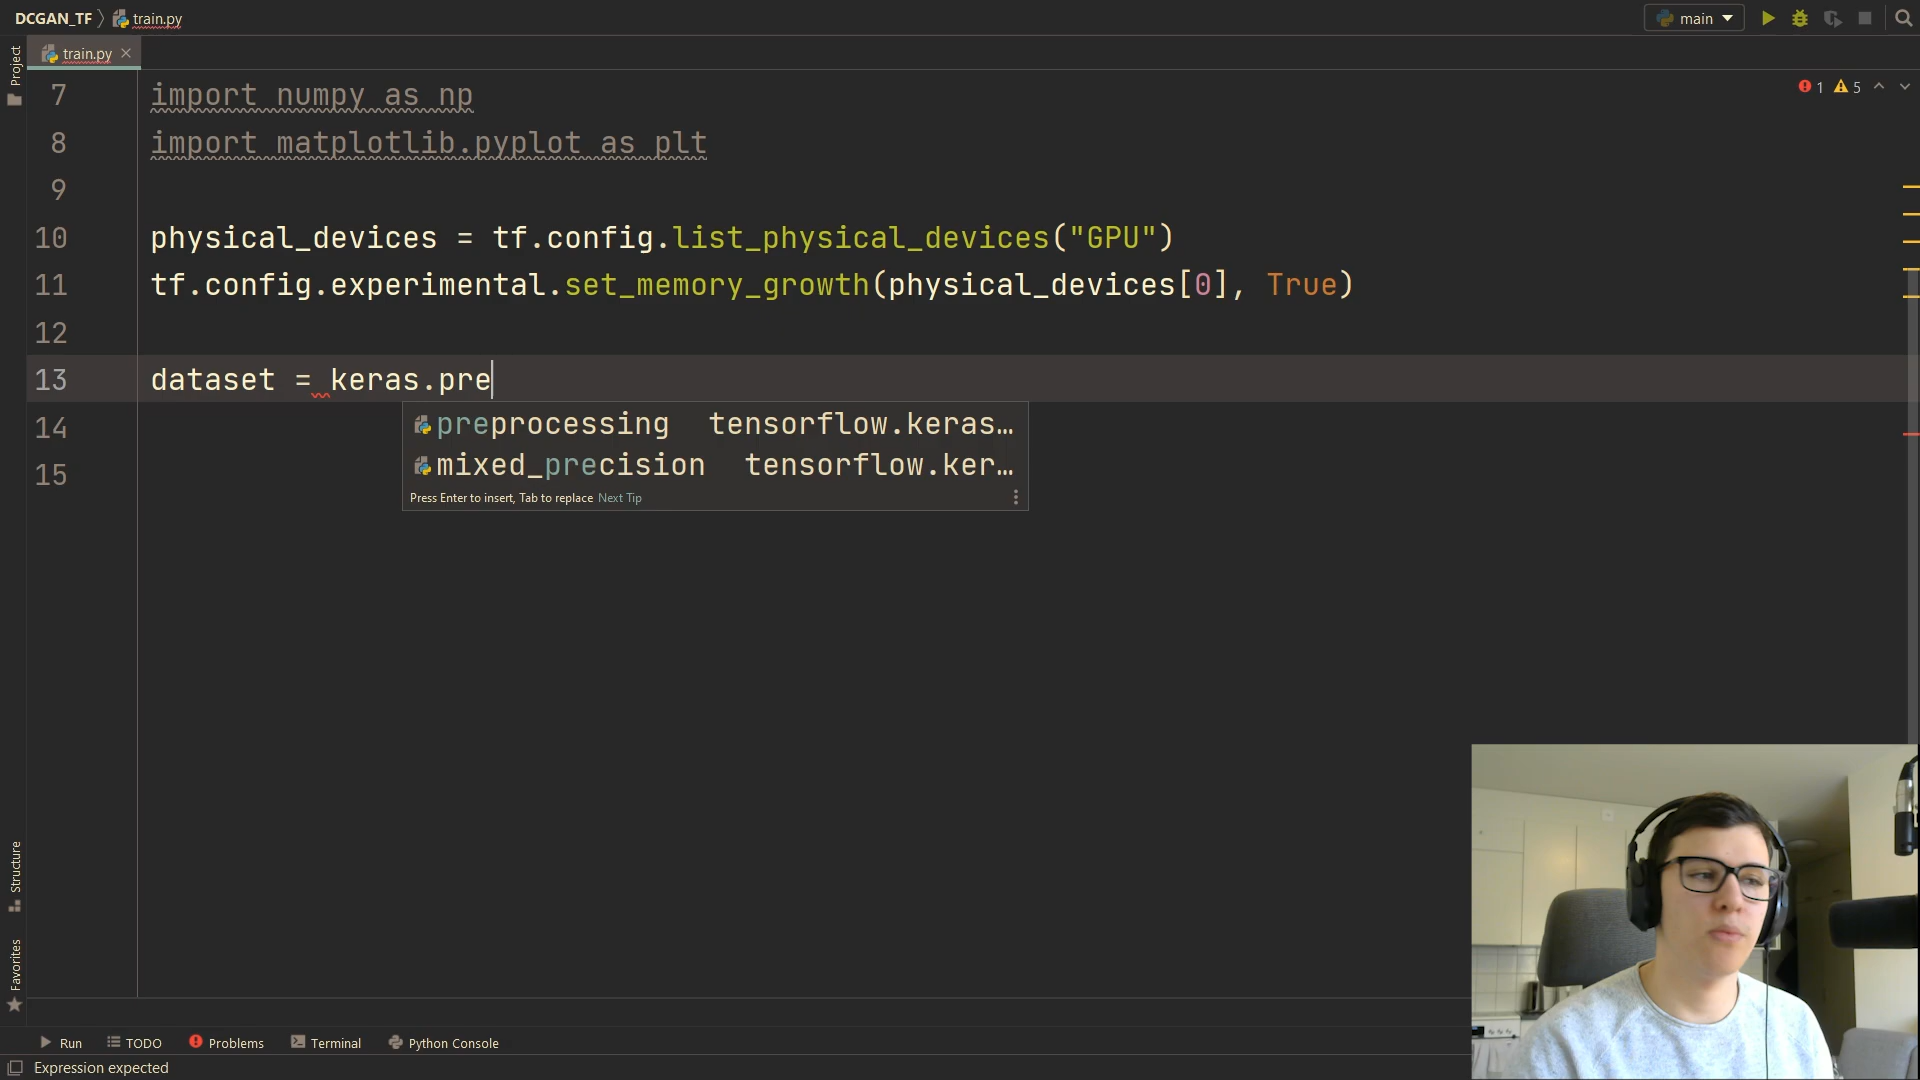 DCGAN_TF
train.py
main
train.py
1 5
Project
Structure
Favorites
7 import numpy as np
8 import matplotlib.pyplot as plt
9
10 physical_devices = tf.config.list_physical_devices("GPU")
11 tf.config.experimental.set_memory_growth(physical_devices[0], True)
12
13 dataset = keras.pre
preprocessing tensorflow.keras…
mixed_precision tensorflow.ker…
Press Enter to insert, Tab to replace Next Tip
14
15
Run TODO Problems Terminal Python Console
Expression expected